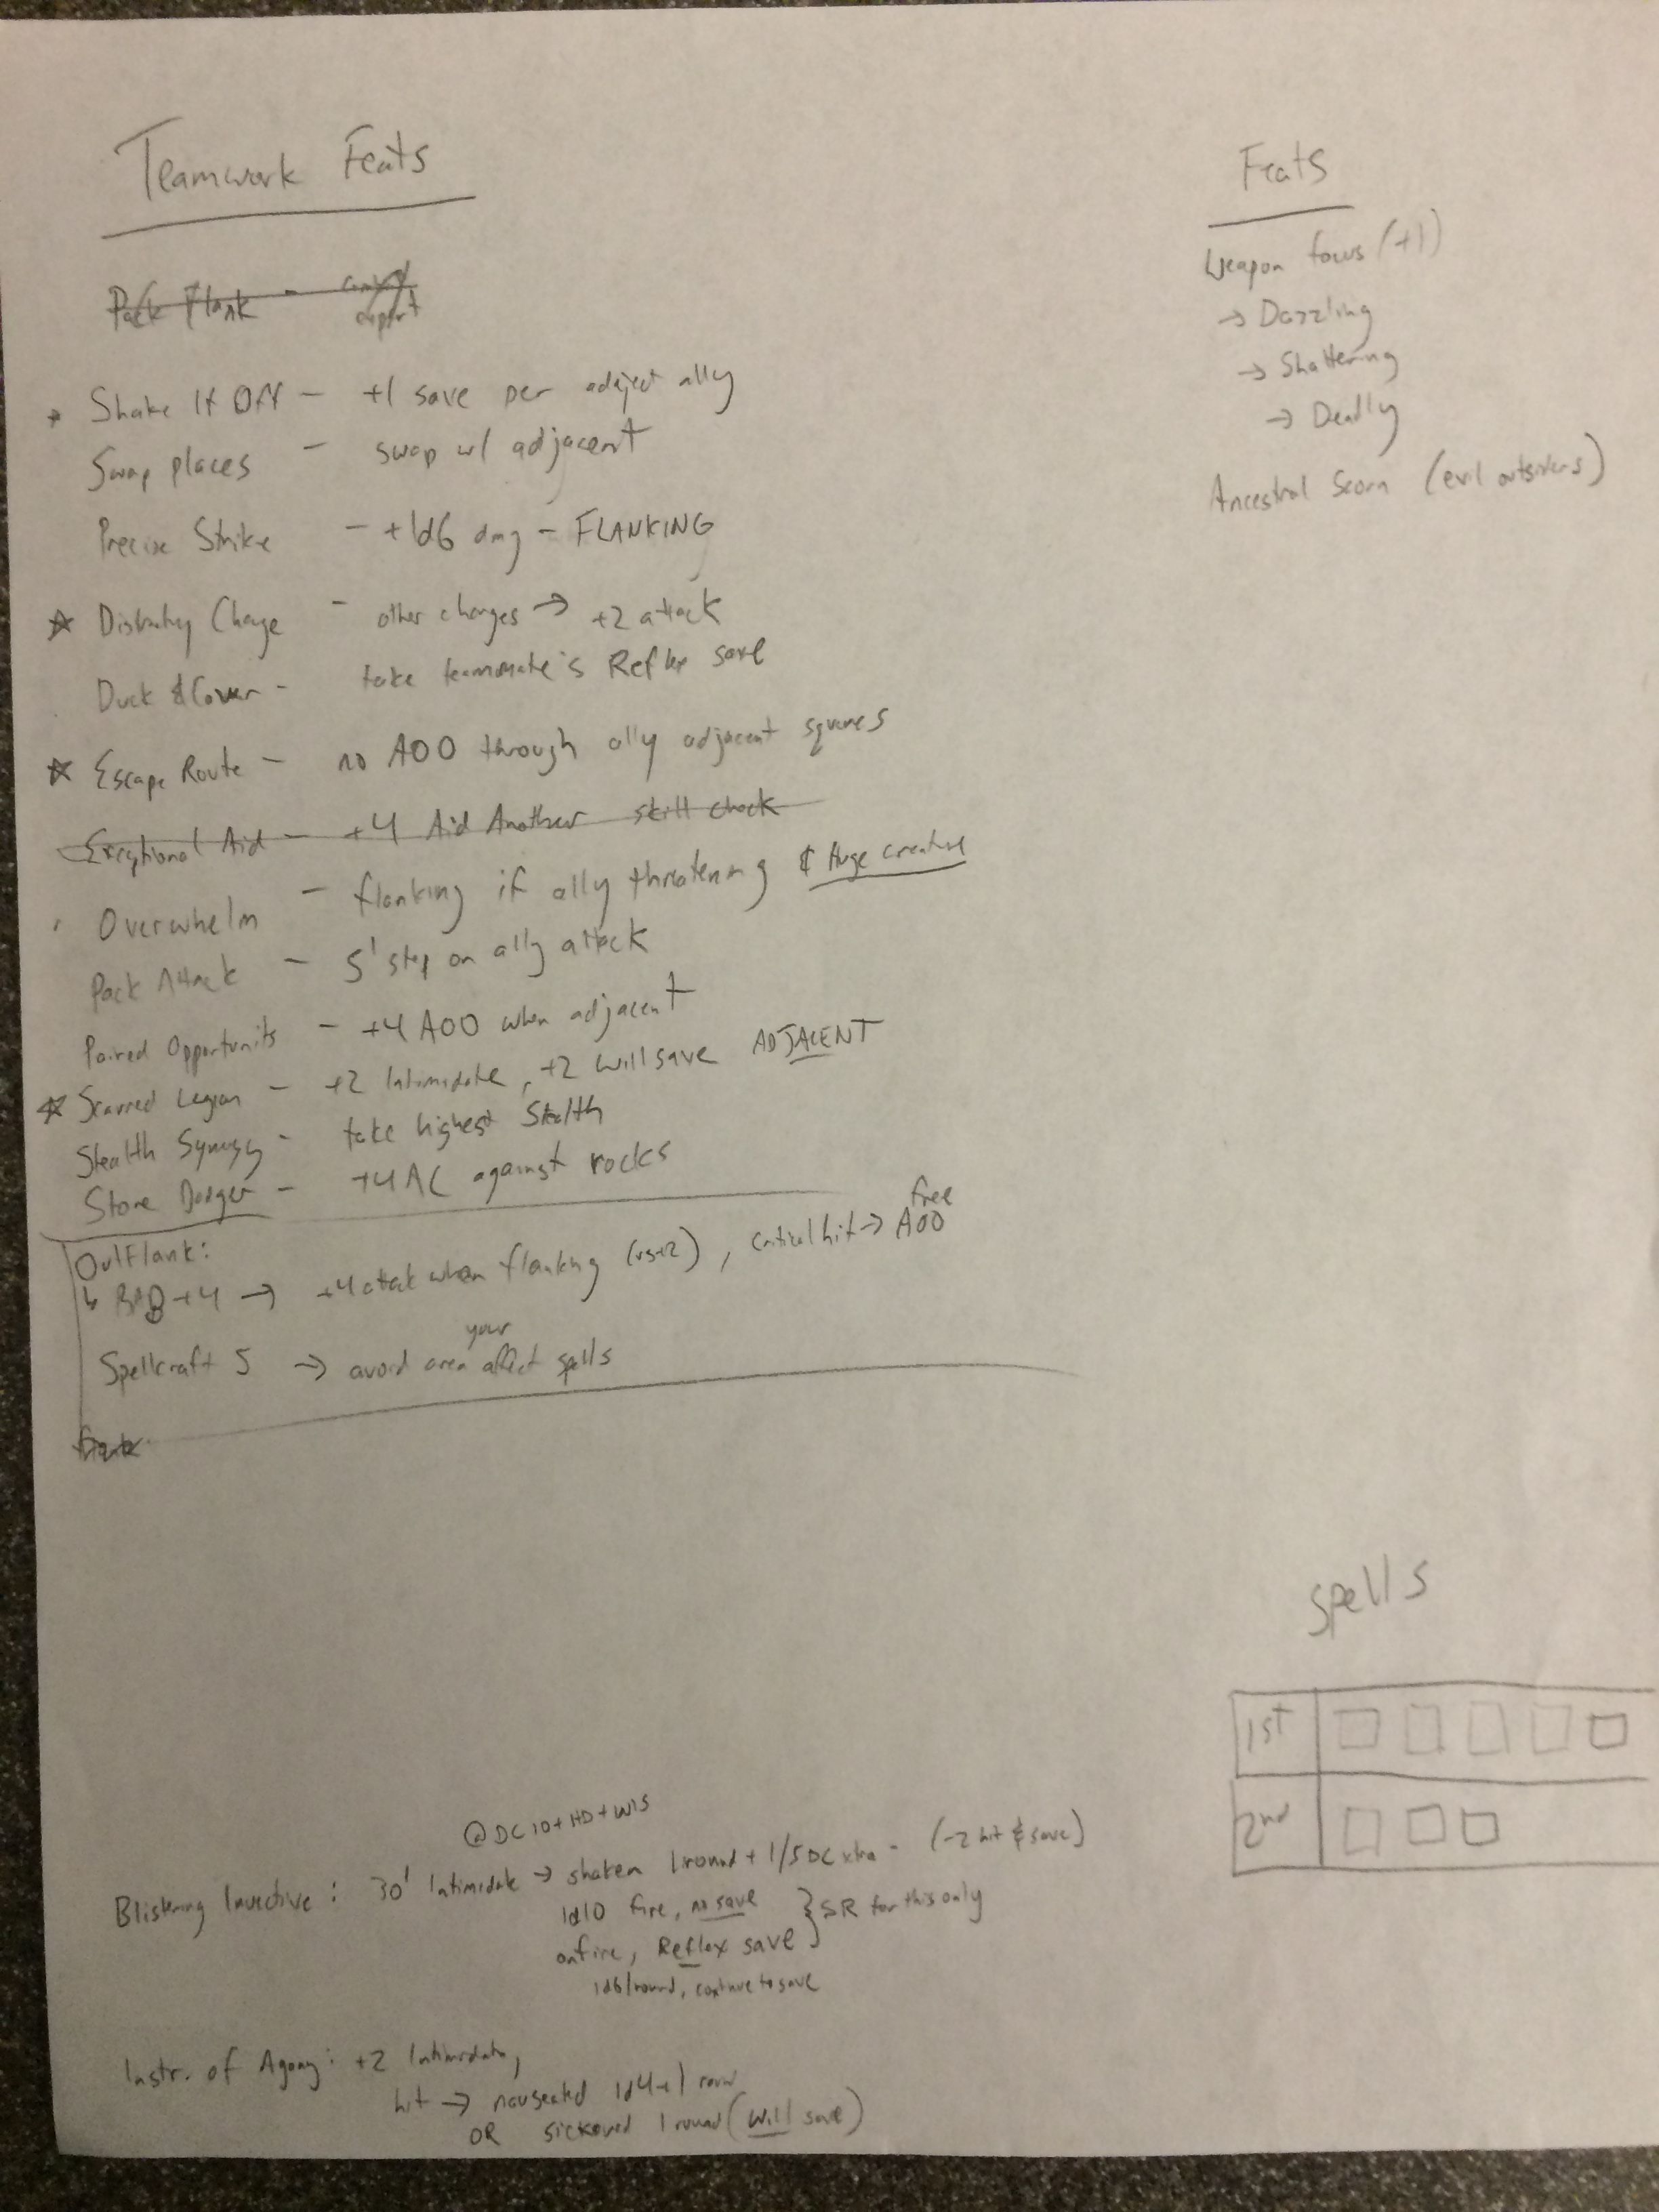 Teamwork Feats
Pack Flank -
Shake It Off - +1 save per adject ally
Swap places - swap w/ adjacent
Precise Strike - +1d6 dmg - FLANKING
☆ Distracting Charge - other charges → +2 attack
Duck & Cover - take teammate's Reflex save
☆ Escape Route - no AOO through ally adjacent squares
Exceptional Aid - +4 Aid Another skill check
Overwhelm - flanking if ally threatening & Huge creature
Pack Attack - 5' step on ally attack
Paired Opportunits - +4 AOO when adjacent
☆ Scarred Legion - +2 Intimidate, +2 Will save ADJACENT
Stealth Synergy - take highest Stealth
Stone Dodger - +4 AC against rocks
Outflank:
↳ BAB +4 → +4 attack when flanking (vs +2), critical hit → free AOO
Spellcraft 5 → avoid your area affect spells
Feats
Weapon focus (+1)
→ Dazzling
→ Shattering
→ Deadly
Ancestral Scorn (evil outsiders)
Spells
1st
2nd
@DC 10+HD+WIS
Blistering Invective: 30' Intimidate → shaken 1 round + 1/5 DC xtra - (-2 hit & save)
1d10 fire, no save } SR for this only
on fire, Reflex save
1d6/round, continue to save
Instr. of Agony: +2 Intimidate,
hit → nauseated 1d4+1 round
OR sickened 1 round (Will save)